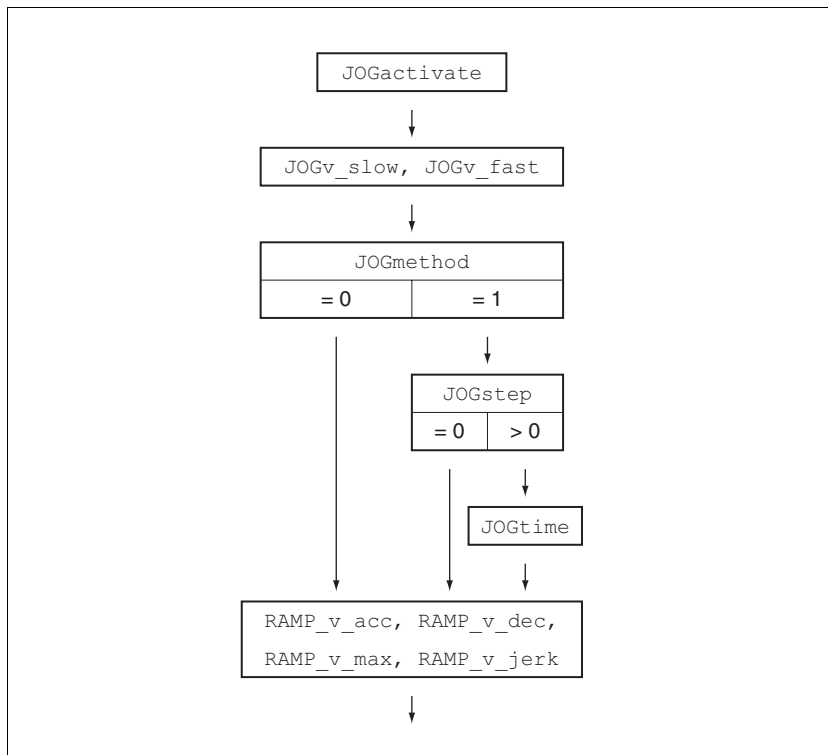 JOGactivate
JOGv_slow, JOGv_fast
JOGmethod
= 0 = 1
JOGstep
= 0 > 0
JOGtime
RAMP_v_acc, RAMP_v_dec,
RAMP_v_max, RAMP_v_jerk